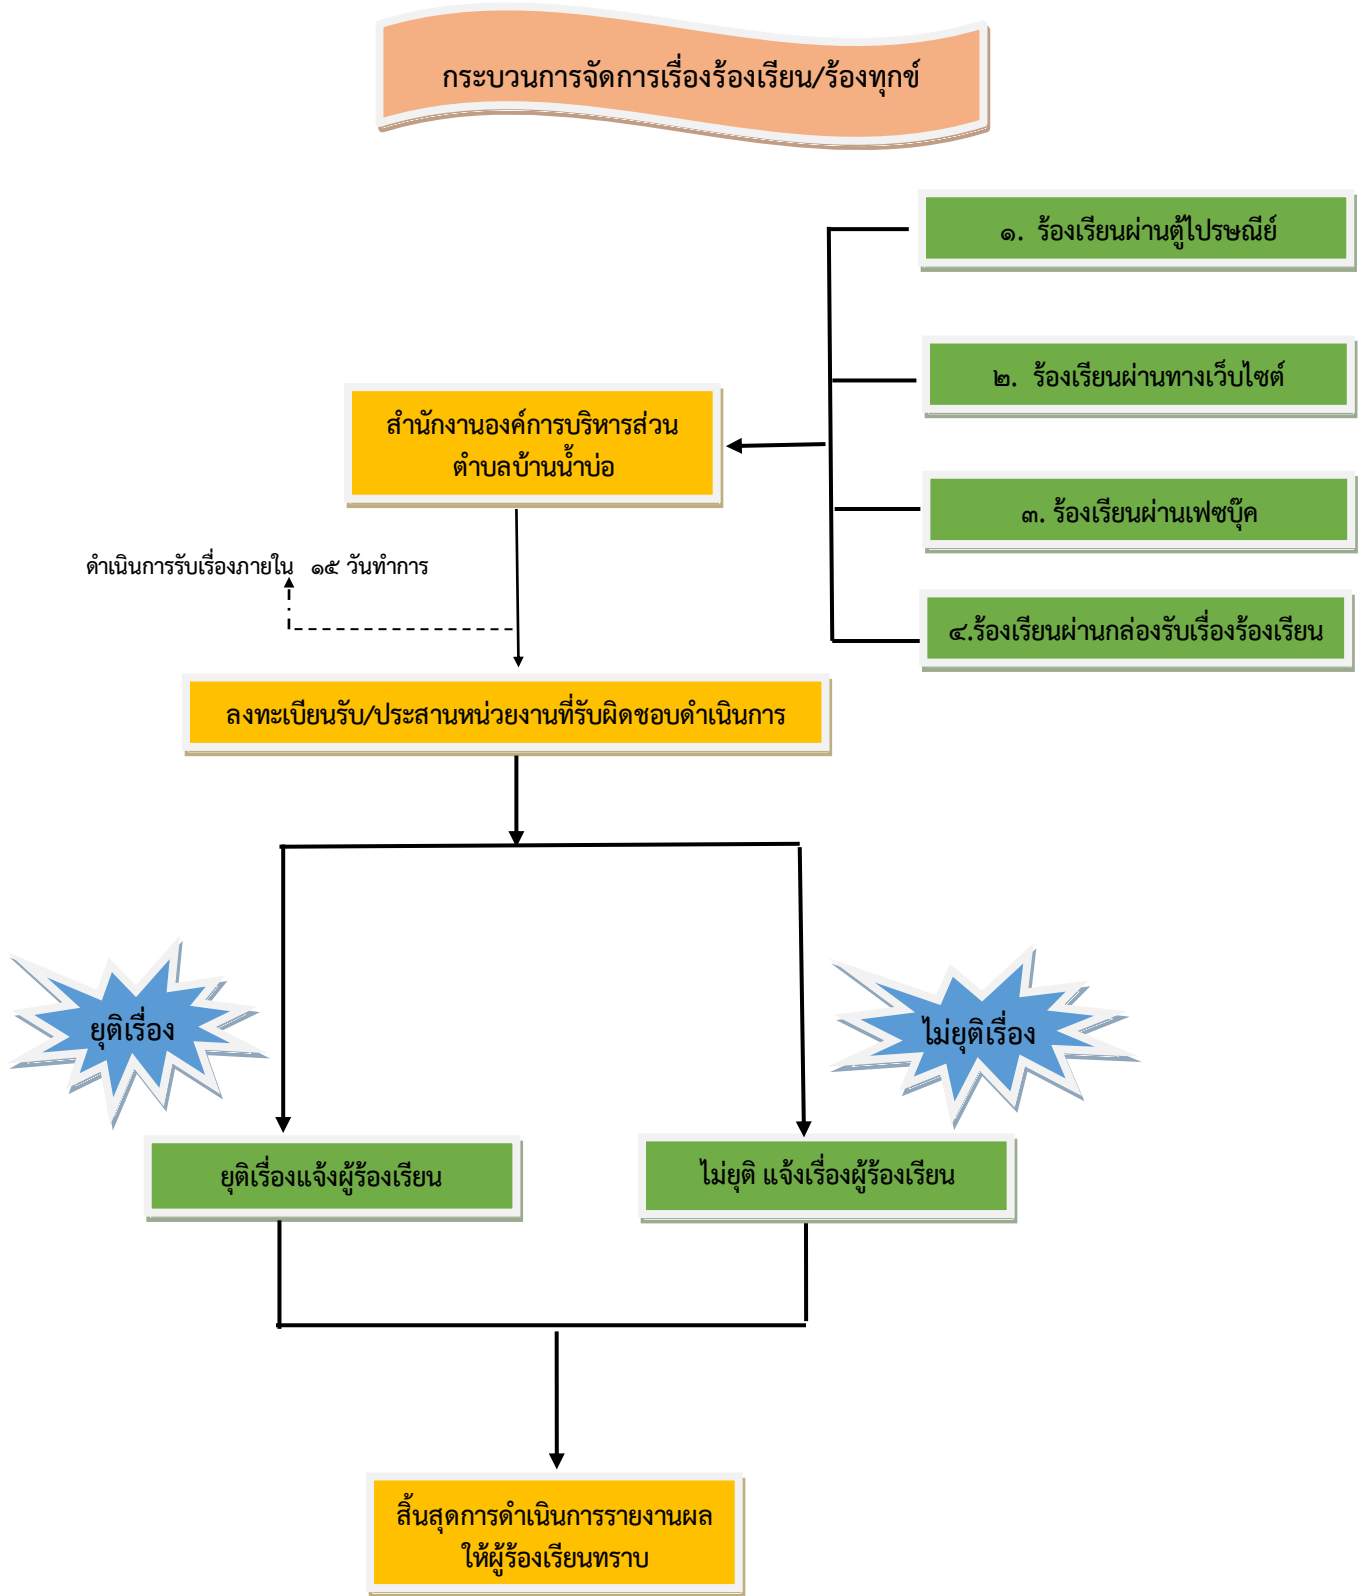 กระบวนการจัดการเรื่องร้องเรียน/ร้องทุกข์
๑. ร้องเรียนผ่านตู้ไปรษณีย์
๒. ร้องเรียนผ่านทางเว็บไซต์
๓. ร้องเรียนผ่านเฟซบุ๊ค
๔.ร้องเรียนผ่านกล่องรับเรื่องร้องเรียน
สำนักงานองค์การบริหารส่วน
ตำบลบ้านน้ำบ่อ
ดำเนินการรับเรื่องภายใน ๑๕ วันทำการ
ลงทะเบียนรับ/ประสานหน่วยงานที่รับผิดชอบดำเนินการ
ยุติเรื่อง
ไม่ยุติเรื่อง
ยุติเรื่องแจ้งผู้ร้องเรียน
ไม่ยุติ แจ้งเรื่องผู้ร้องเรียน
สิ้นสุดการดำเนินการรายงานผล
ให้ผู้ร้องเรียนทราบ